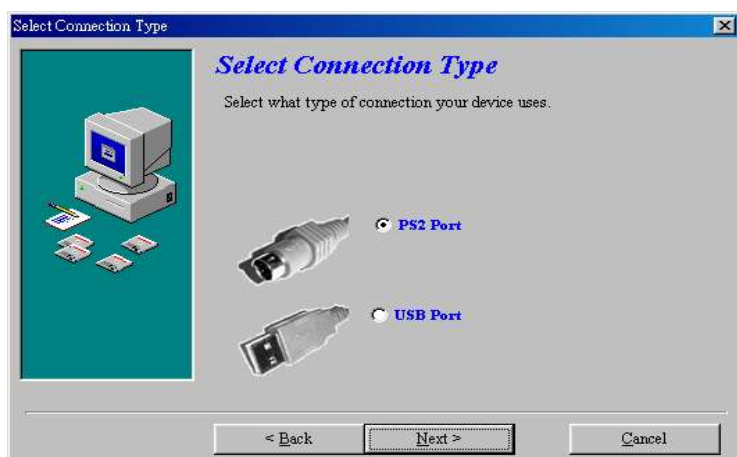 Select Connection Type
Select Connection Type
Select what type of connection your device uses.
PS2 Port
USB Port
< Back
Next >
Cancel